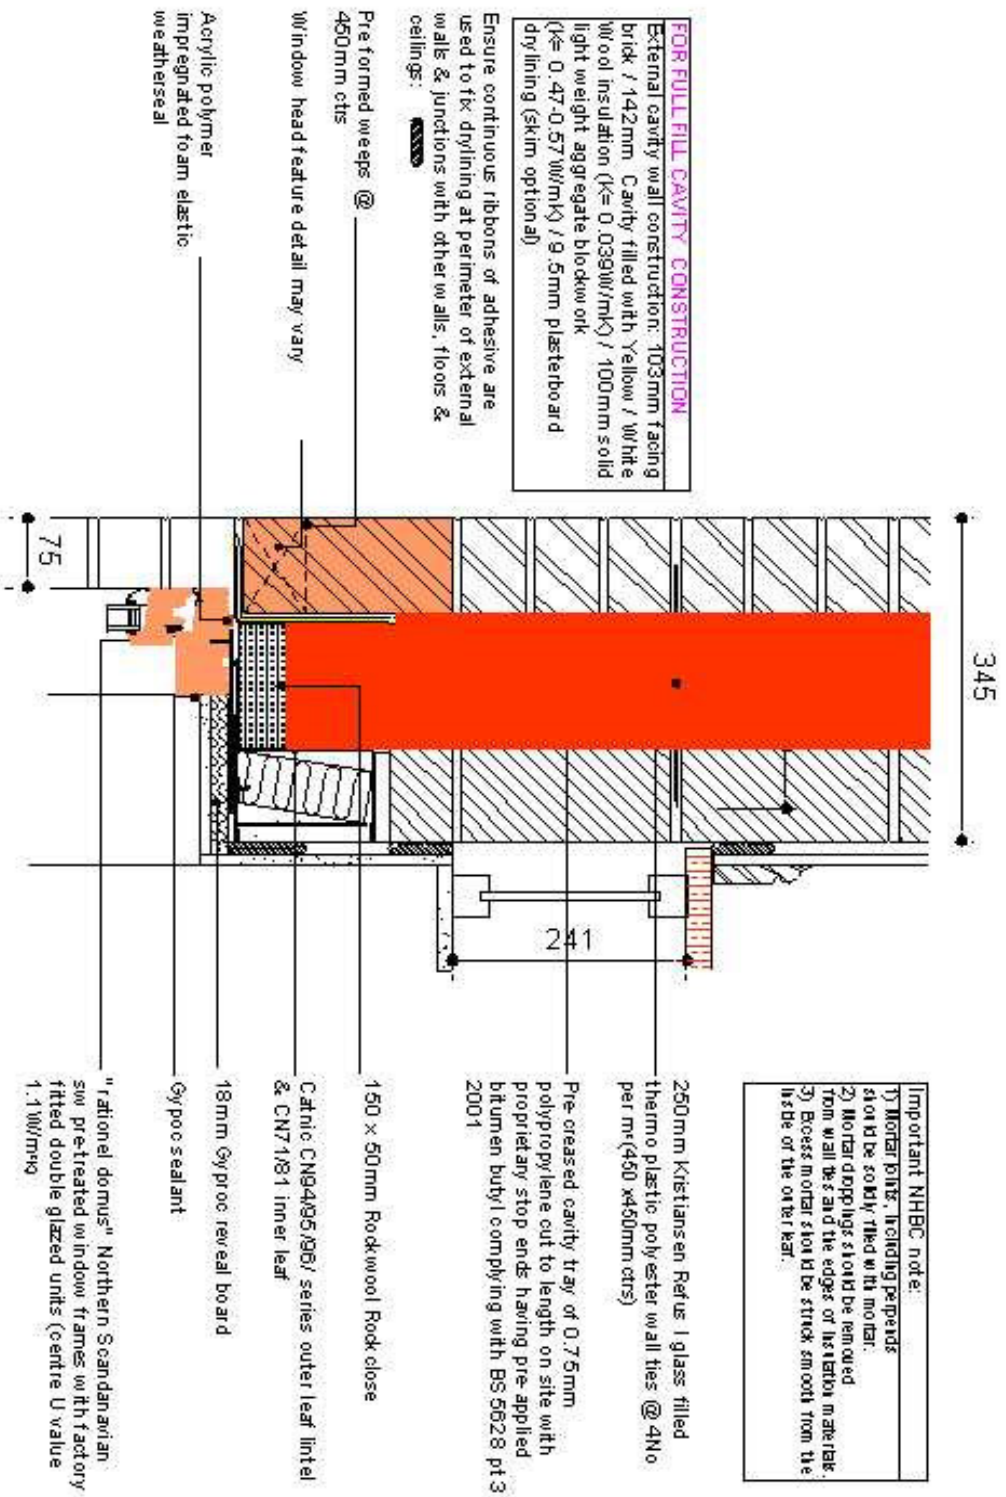 FOR FULL FILL CAVITY CONSTRUCTION
External cavity wall construction: 103mm facing
brick / 142mm Cavity filled with Yellow / White
Wool insulation (K= 0.039W/mK) / 100mm solid
light weight aggregate blockwork
(K= 0.47-0.57W/mK) / 9.5mm plasterboard
drylining (skim optional)
Ensure continuous ribbons of adhesive are
used to fix drylining at perimeter of external
walls & junctions with other walls, floors &
ceilings:
Pre formed weeps @
450mm ctrs
Window head feature detail may vary
Acrylic polymer
impregnated foam elastic
weatherseal
345
241
75
Important NHBC note:
1) Mortar joints, including perpends
should be solidly filled with mortar.
2) Mortar droppings should be removed
from wall ties and the edges of insulation materials.
3) Excess mortar should be struck smooth from the
inside of the outer leaf.
250mm Kristiansen Refus I glass filled
thermo plastic polyester wall ties @ 4No
per m²(450 x450mm ctrs)
Pre creased cavity tray of 0.75mm
polypropylene cut to length on site with
proprietary stop ends having pre-applied
bitumen butyl complying with BS 5628 pt 3
2001
150 x 50mm Rockwool Rockclose
Catnic CN94/95/96/ series outer leaf lintel
& CN71/81 inner leaf
18mm Gyproc reveal board
Gypoc sealant
"rationel domus" Northern Scandanavian
sw pre-treated window frames with factory
fitted double glazed units (centre U value
1.1W/m²K)